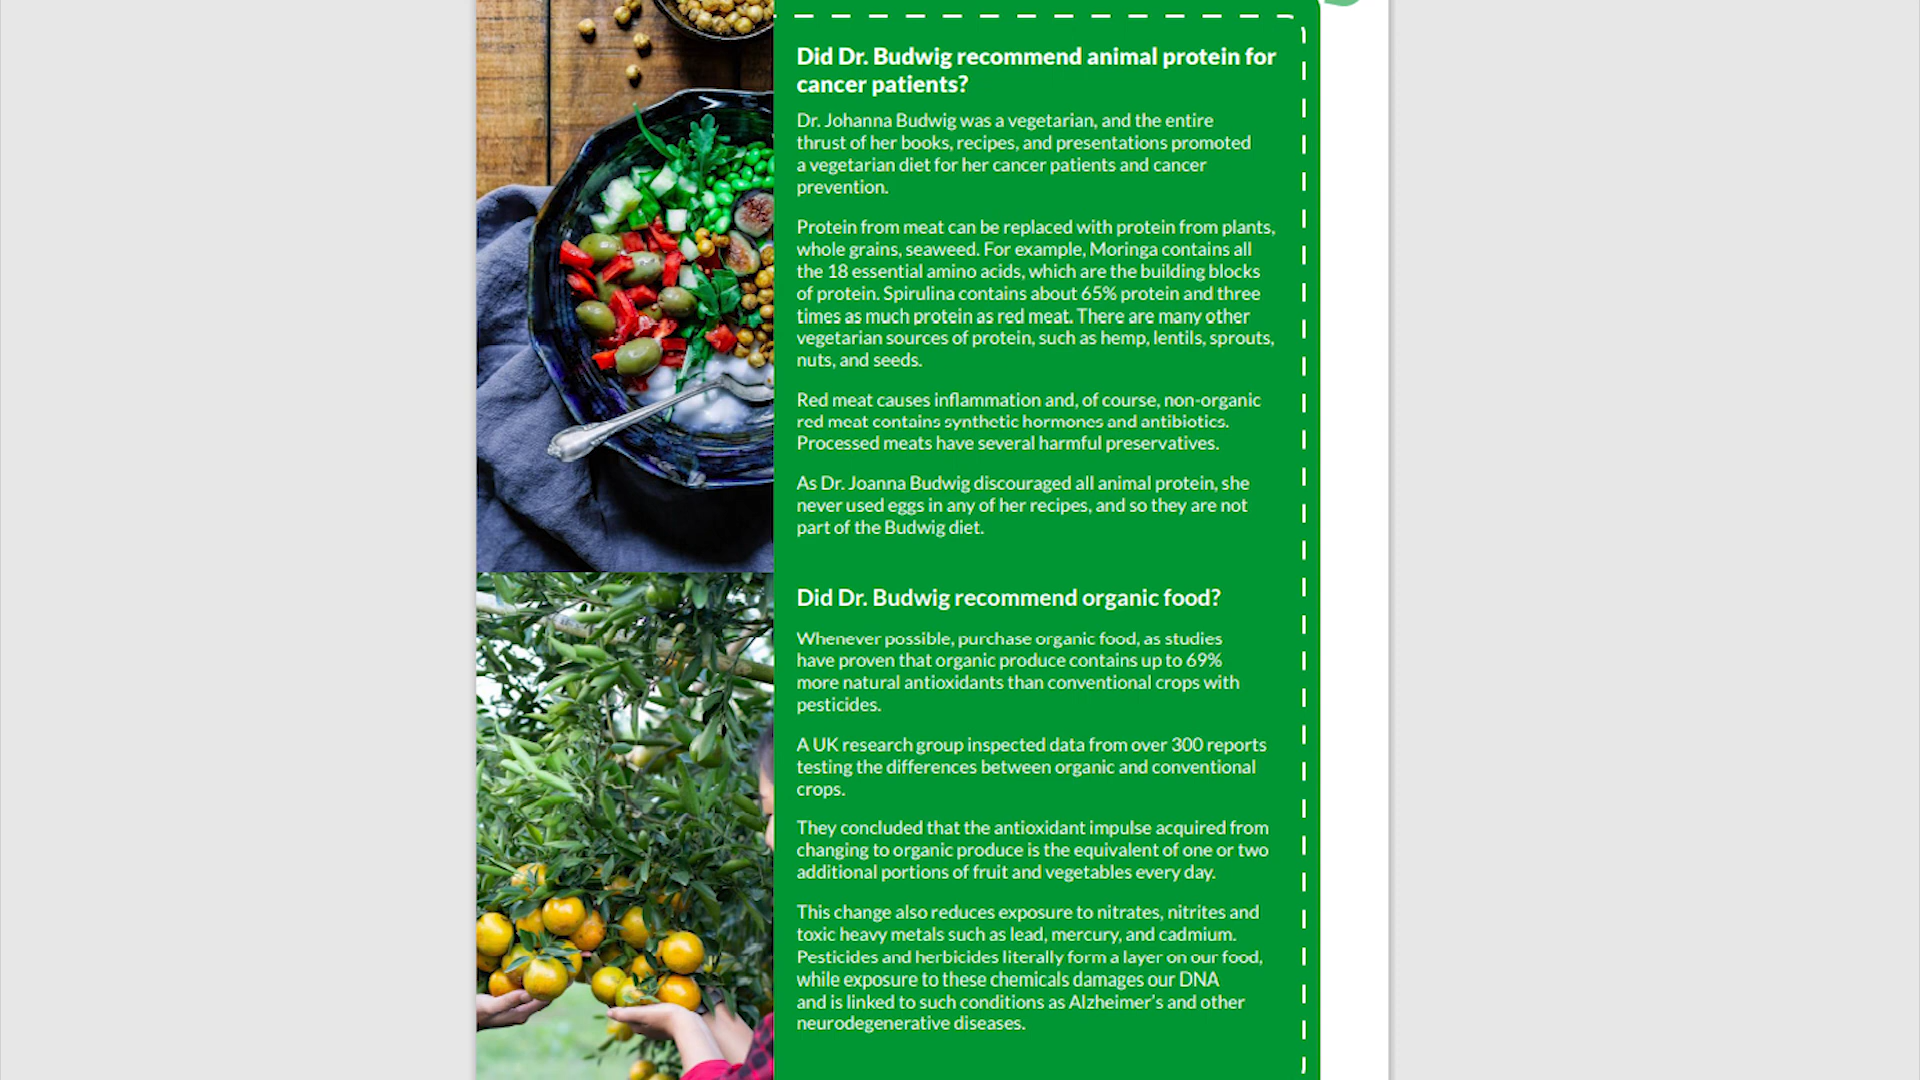 Did Dr. Budwig recommend animal protein for
cancer patients?
Dr. Johanna Budwig was a vegetarian, and the entire
thrust of her books, recipes, and presentations promoted
a vegetarian diet for her cancer patients and cancer
prevention.
Protein from meat can be replaced with protein from plants,
whole grains, seaweed. For example, Moringa contains all
the 18 essential amino acids, which are the building blocks
of protein. Spirulina contains about 65% protein and three
times as much protein as red meat. There are many other
vegetarian sources of protein, such as hemp, lentils, sprouts,
nuts, and seeds.
Red meat causes inflammation and, of course, non-organic
red meat contains synthetic hormones and antibiotics.
Processed meats have several harmful preservatives.
As Dr. Joanna Budwig discouraged all animal protein, she
never used eggs in any of her recipes, and so they are not
part of the Budwig diet.
Did Dr. Budwig recommend organic food?
Whenever possible, purchase organic food, as studies
have proven that organic produce contains up to 69%
more natural antioxidants than conventional crops with
pesticides.
A UK research group inspected data from over 300 reports
testing the differences between organic and conventional
crops.
They concluded that the antioxidant impulse acquired from
changing to organic produce is the equivalent of one or two
additional portions of fruit and vegetables every day.
This change also reduces exposure to nitrates, nitrites and
toxic heavy metals such as lead, mercury, and cadmium.
Pesticides and herbicides literally form a layer on our food,
while exposure to these chemicals damages our DNA
and is linked to such conditions as Alzheimer's and other
neurodegenerative diseases.